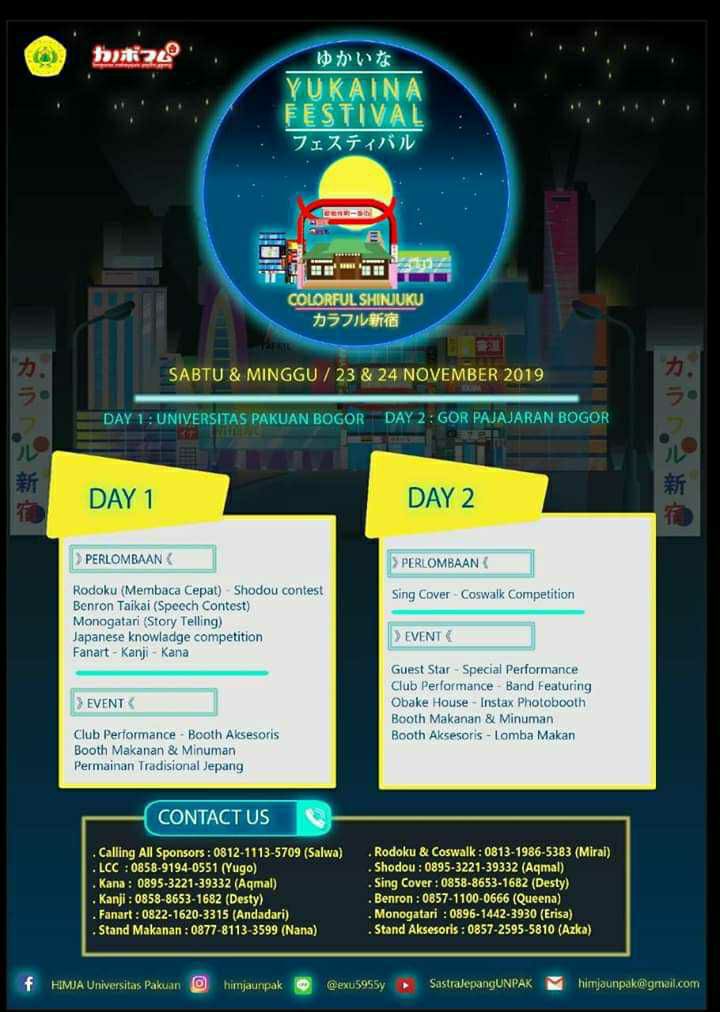 カノボフム
ゆかいな
YUKAINA
FESTIVAL
フェスティバル
COLORFUL SHINJUKU
カラフル新宿
SABTU & MINGGU / 23 & 24 NOVEMBER 2019
DAY 1 : UNIVERSITAS PAKUAN BOGOR DAY 2 : GOR PAJAJARAN BOGOR
カラフル新宿
カラフル新宿
DAY 1
》PERLOMBAAN《
Rodoku (Membaca Cepat) - Shodou contest
Benron Taikai (Speech Contest)
Monogatari (Story Telling)
Japanese knowladge competition
Fanart - Kanji - Kana
》EVENT《
Club Performance - Booth Aksesoris
Booth Makanan & Minuman
Permainan Tradisional Jepang
DAY 2
》PERLOMBAAN《
Sing Cover - Coswalk Competition
》EVENT《
Guest Star - Special Performance
Club Performance - Band Featuring
Obake House - Instax Photobooth
Booth Makanan & Minuman
Booth Aksesoris - Lomba Makan
CONTACT US
. Calling All Sponsors : 0812-1113-5709 (Salwa)
. LCC : 0858-9194-0551 (Yugo)
. Kana : 0895-3221-39332 (Aqmal)
. Kanji : 0858-8653-1682 (Desty)
. Fanart : 0822-1620-3315 (Andadari)
. Stand Makanan : 0877-8113-3599 (Nana)
. Rodoku & Coswalk : 0813-1986-5383 (Mirai)
. Shodou : 0895-3221-39332 (Aqmal)
. Sing Cover : 0858-8653-1682 (Desty)
. Benron : 0857-1100-0666 (Queena)
. Monogatari : 0896-1442-3930 (Erisa)
. Stand Aksesoris : 0857-2595-5810 (Azka)
HIMJA Universitas Pakuan himjaunpak @exu5955y SastraJepangUNPAK himjaunpak@gmail.com